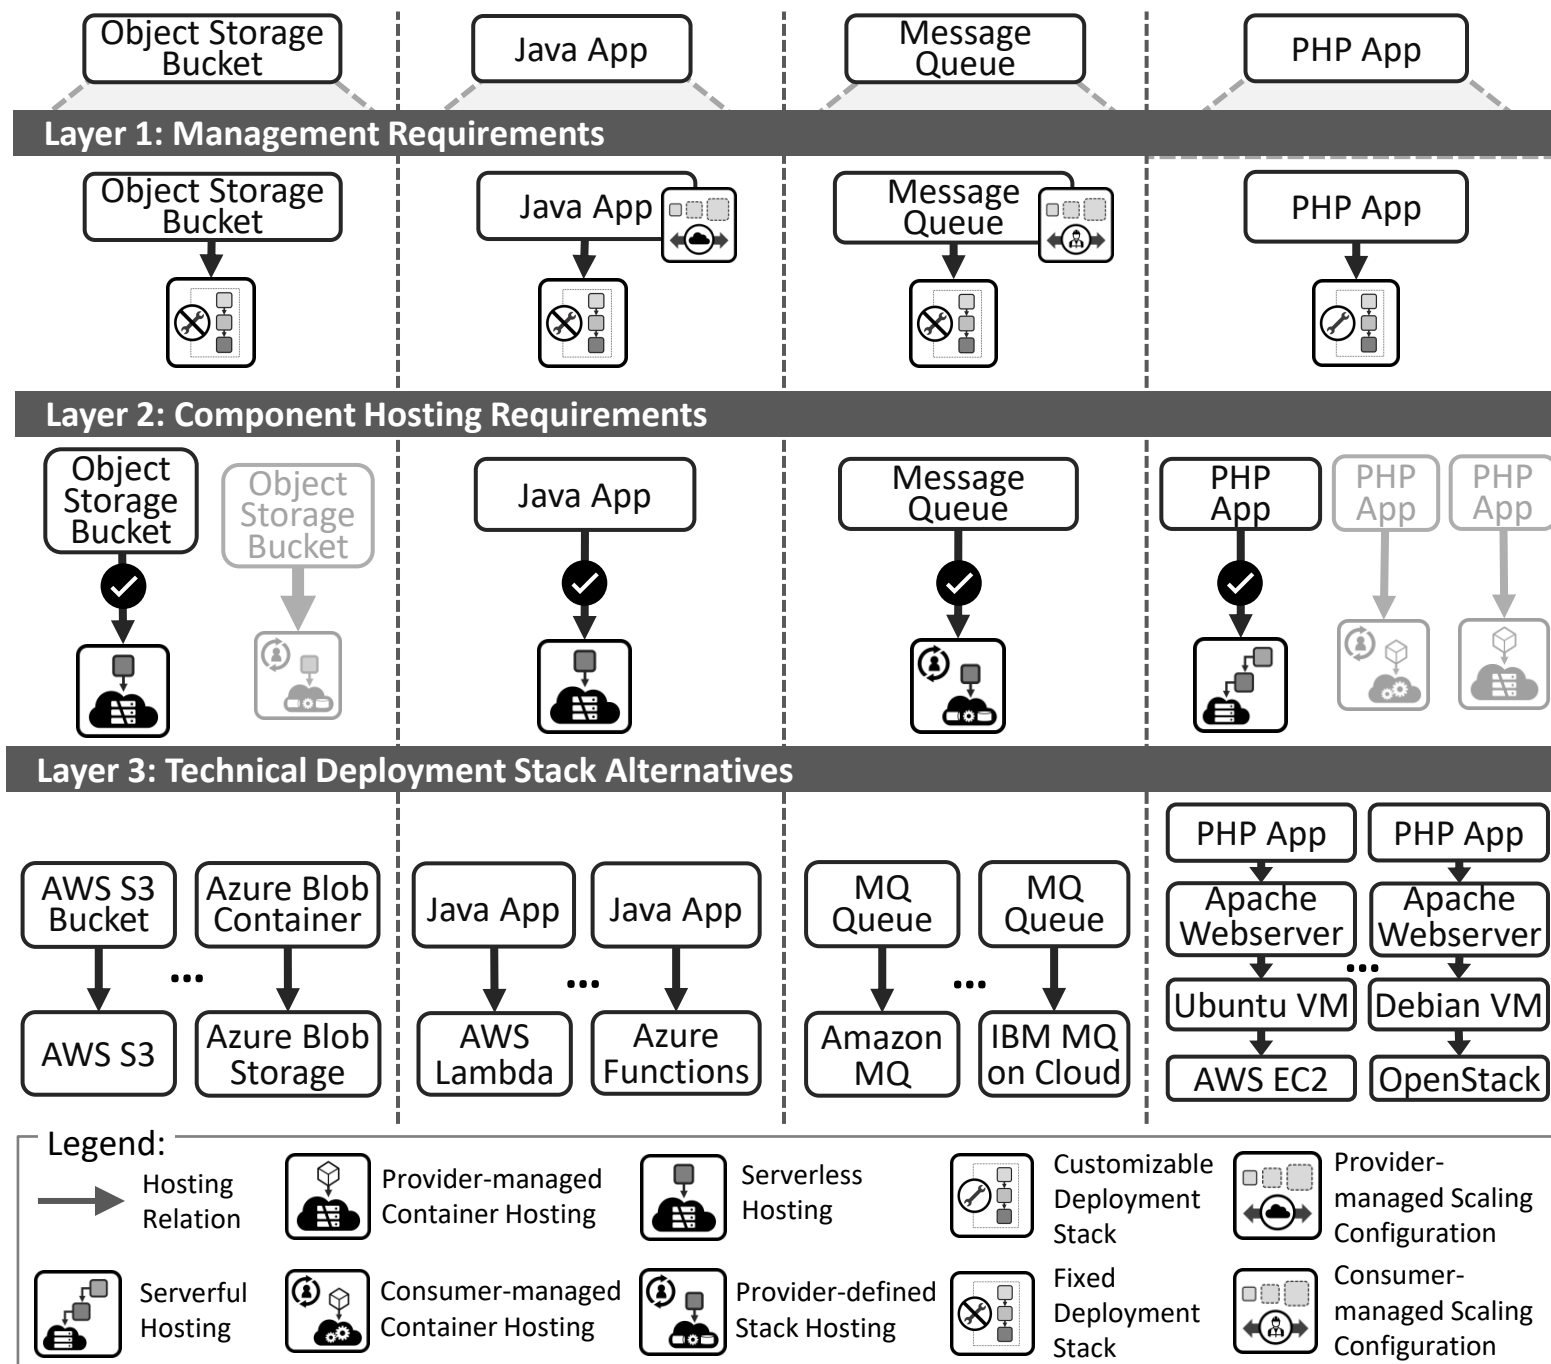 Object Storage
Bucket
Java App
Message
Queue
PHP App
Layer 1: Management Requirements
Object Storage
Bucket
Java App
Message
Queue
PHP App
Layer 2: Component Hosting Requirements
Object
Storage
Bucket
Object
Storage
Bucket
Java App
Message
Queue
PHP
App
PHP
App
PHP
App
Layer 3: Technical Deployment Stack Alternatives
AWS S3
Bucket
AWS S3
...
Azure Blob
Container
Azure Blob
Storage
Java App
AWS
Lambda
...
Java App
Azure
Functions
MQ
Queue
Amazon
MQ
...
MQ
Queue
IBM MQ
on Cloud
PHP App
Apache
Webserver
Ubuntu VM
AWS EC2
...
PHP App
Apache
Webserver
Debian VM
OpenStack
Legend:
Hosting
Relation
Provider-managed
Container Hosting
Serverless
Hosting
Customizable
Deployment
Stack
Provider-
managed Scaling
Configuration
Serverful
Hosting
Consumer-managed
Container Hosting
Provider-defined
Stack Hosting
Fixed
Deployment
Stack
Consumer-
managed Scaling
Configuration